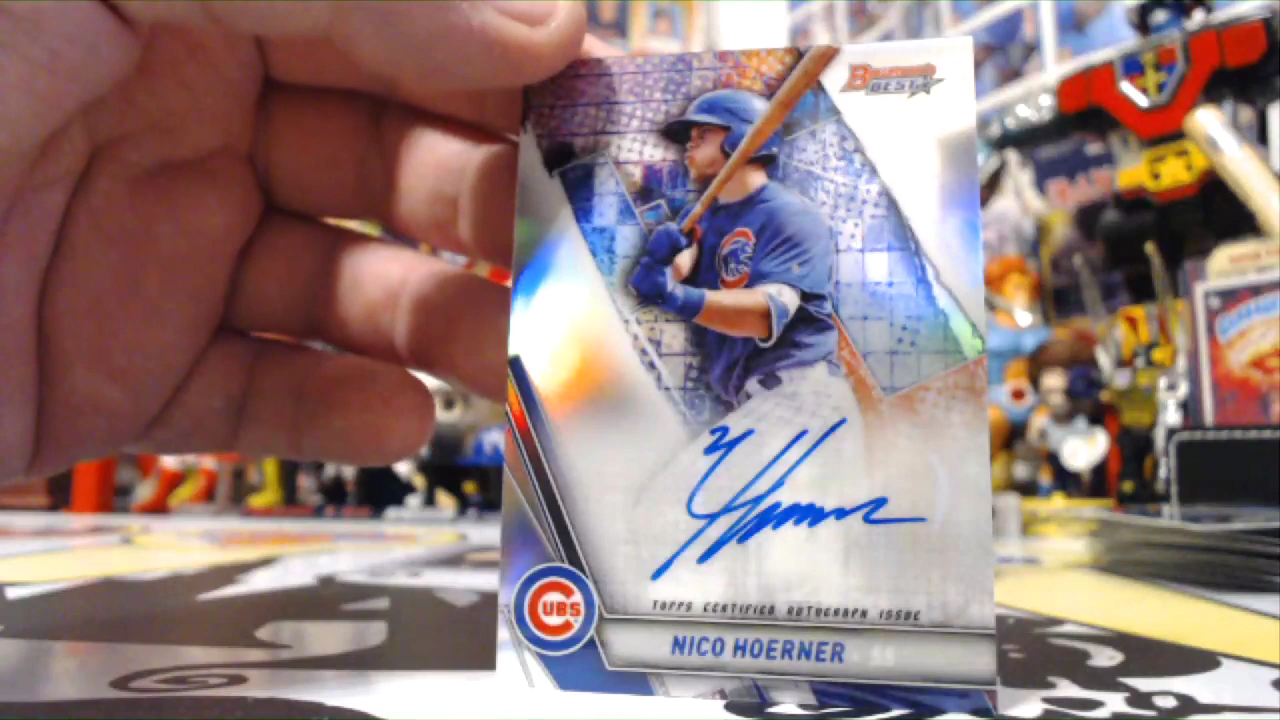 BOWMAN'S
BEST
TOPPS CERTIFIED AUTOGRAPH ISSUE
CUBS
NICO HOERNER